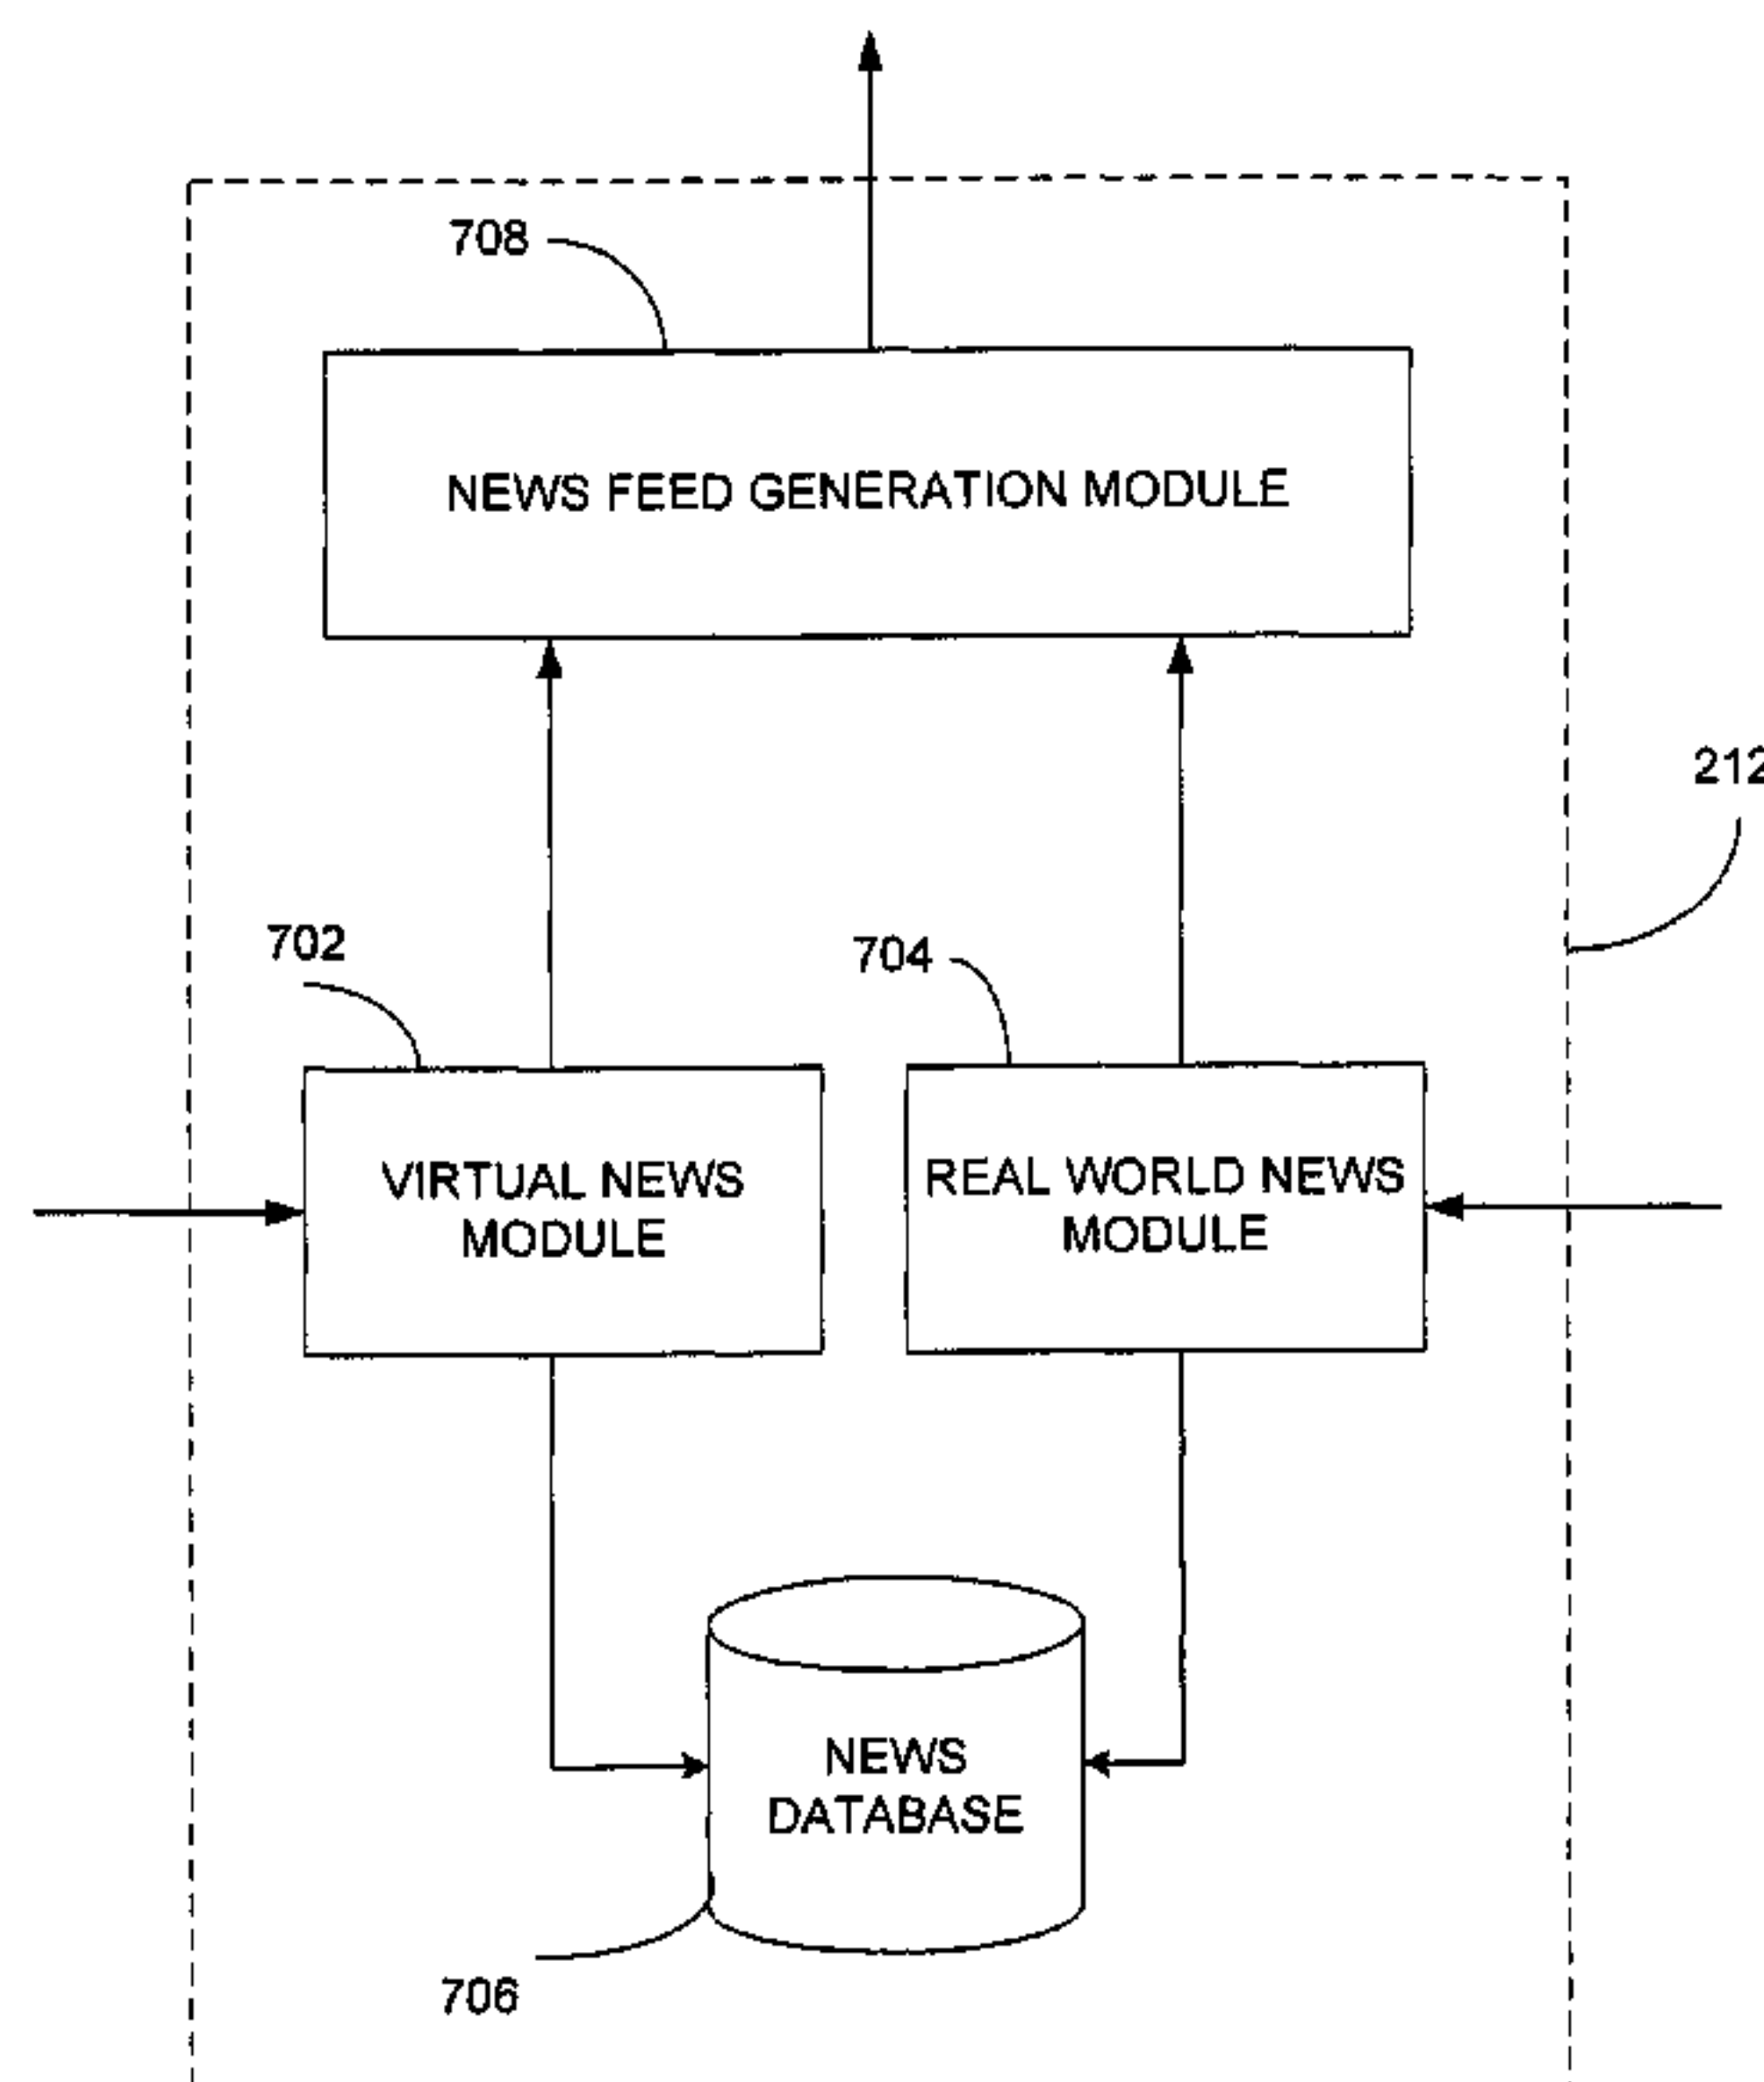 708
NEWS FEED GENERATION MODULE
212
702
704
VIRTUAL NEWS
MODULE
REAL WORLD NEWS
MODULE
NEWS
DATABASE
706